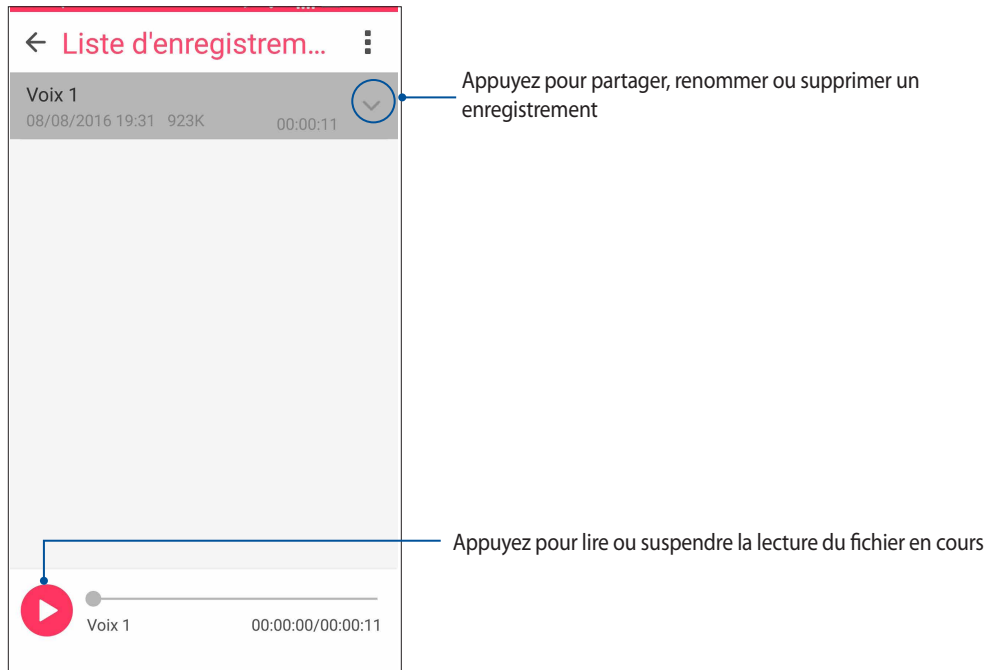 Liste d'enregistrem...
Voix 1
08/08/2016 19:31 923K 00:00:11
Appuyez pour partager, renommer ou supprimer un
enregistrement
Appuyez pour lire ou suspendre la lecture du fichier en cours
Voix 1 00:00:00/00:00:11